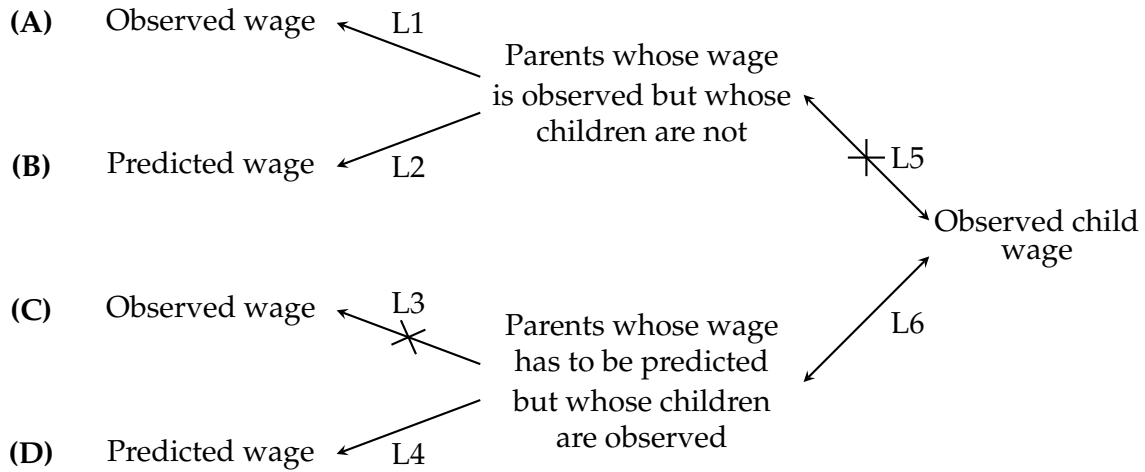 (A) Observed wage
L1
Parents whose wage
is observed but whose
children are not
(B) Predicted wage
L2
L5
Observed child
wage
(C) Observed wage
L3
Parents whose wage
has to be predicted
but whose children
are observed
L6
(D) Predicted wage
L4